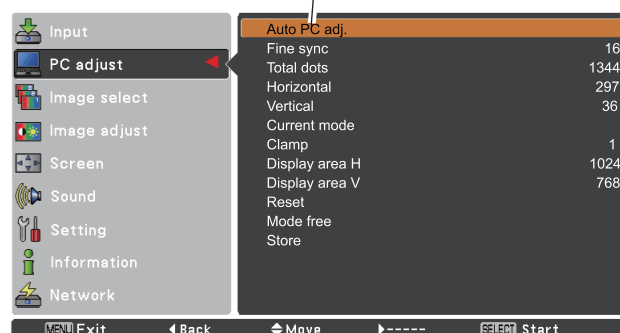 Input
PC adjust
Image select
Image adjust
Screen
Sound
Setting
Information
Network
Auto PC adj.
Fine sync 16
Total dots 1344
Horizontal 297
Vertical 36
Current mode
Clamp 1
Display area H 1024
Display area V 768
Reset
Mode free
Store
MENU Exit Back Move ----- SELECT Start